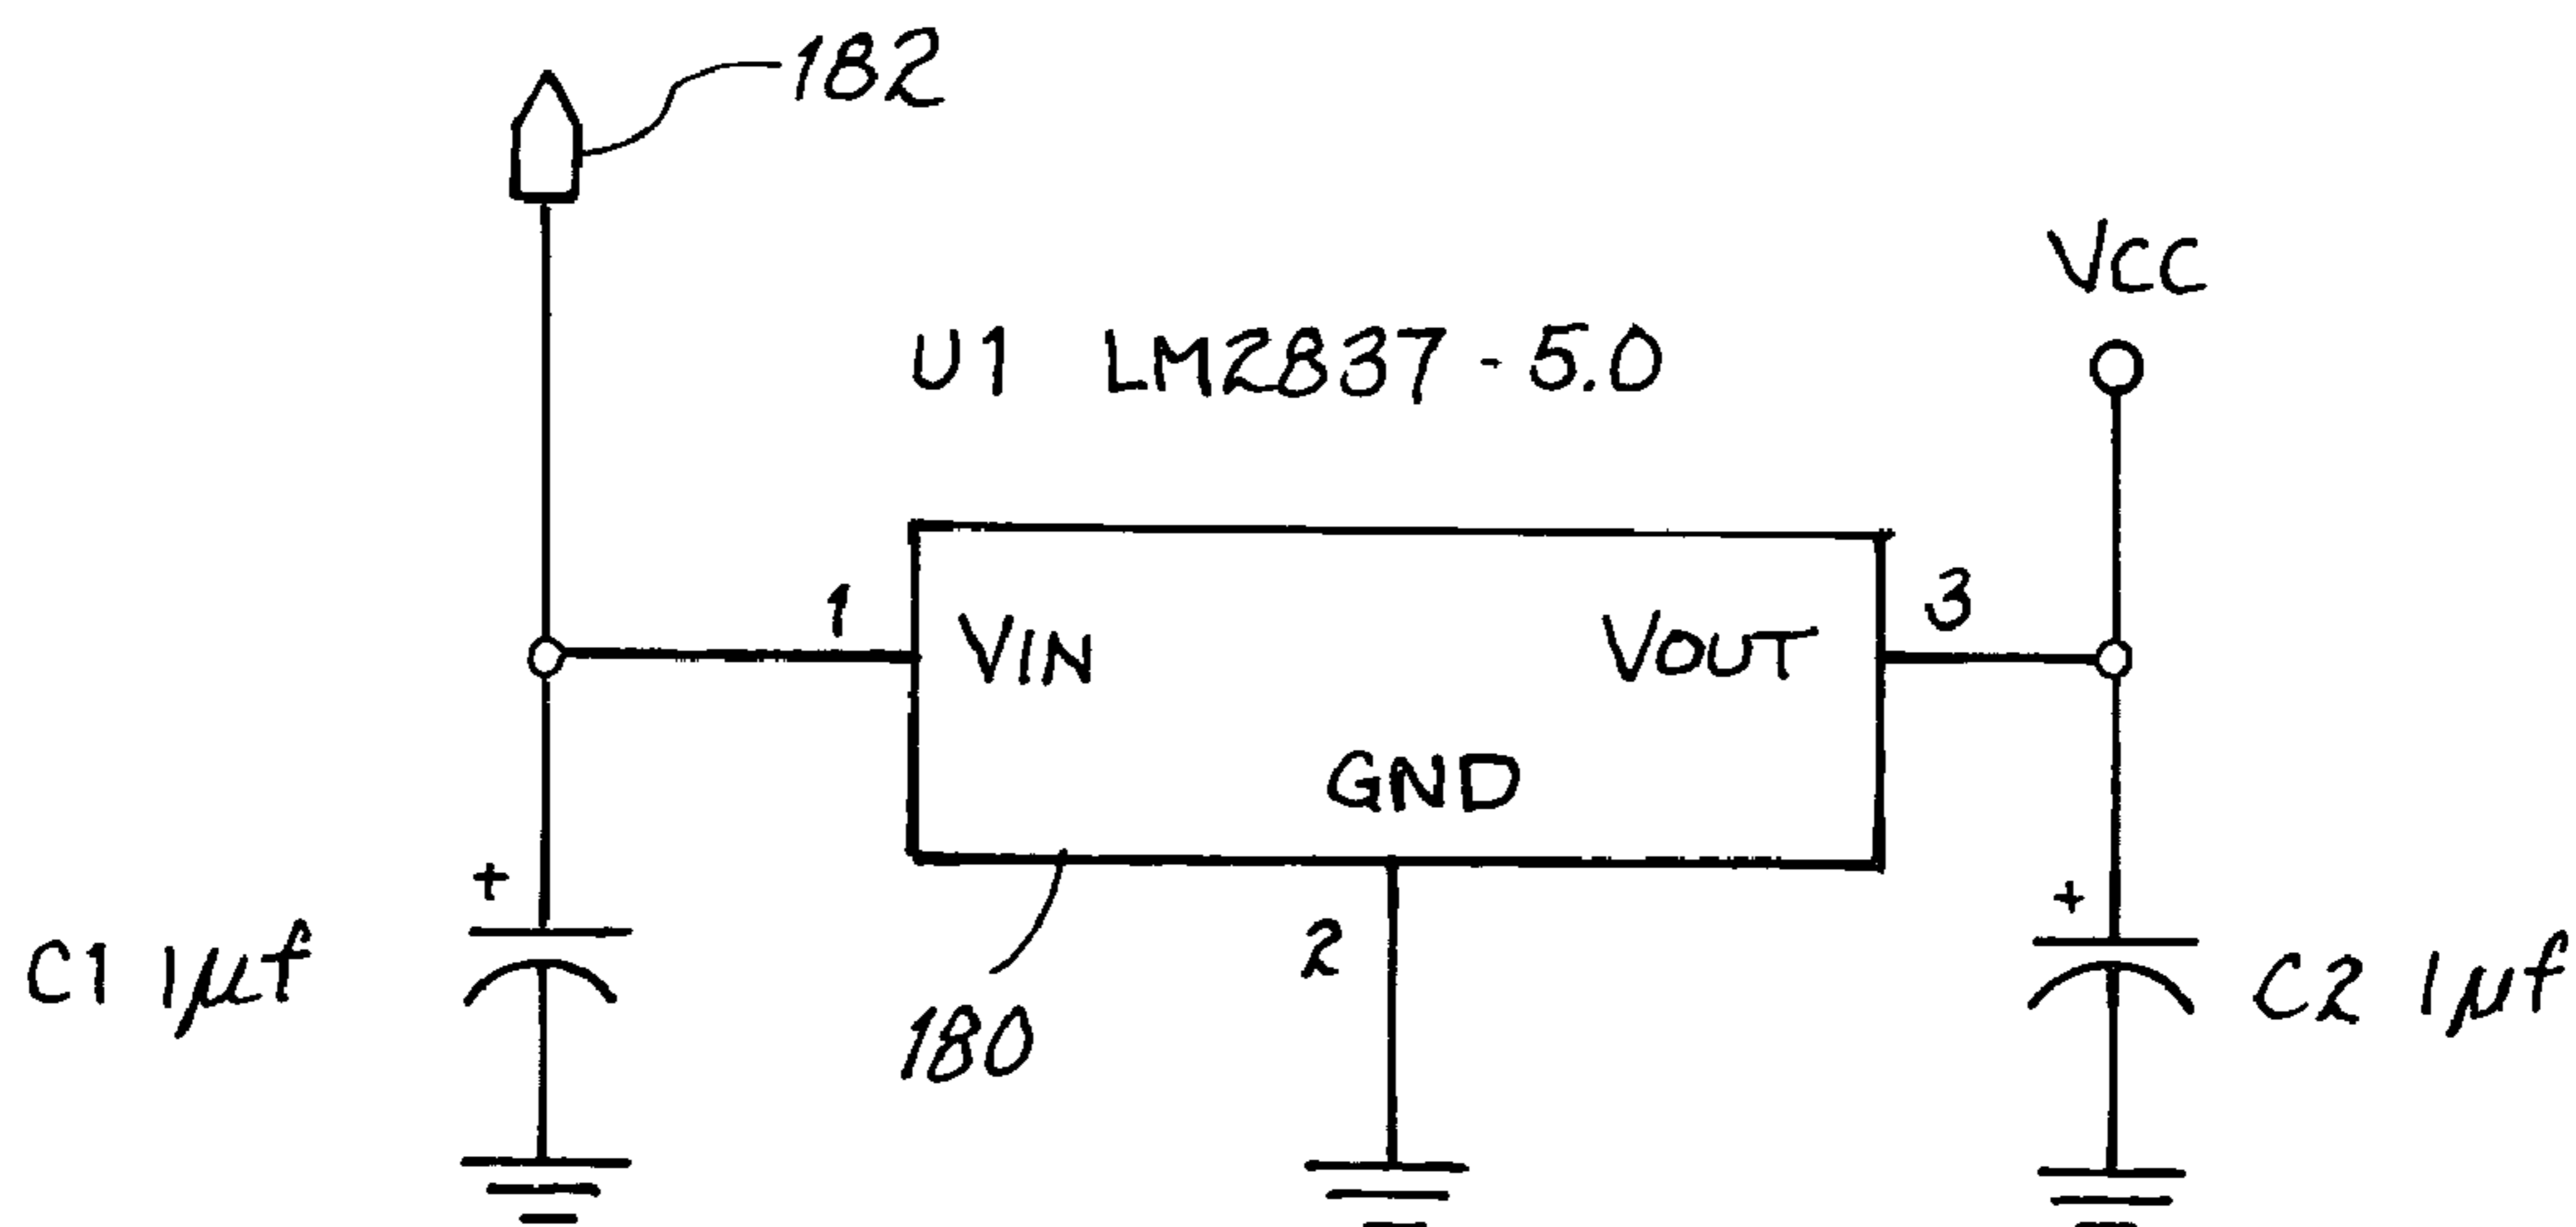 182
VCC
U1 LM2837 - 5.0
1
3
VIN
VOUT
GND
+
+
C1 1µf
2
C2 1µf
180